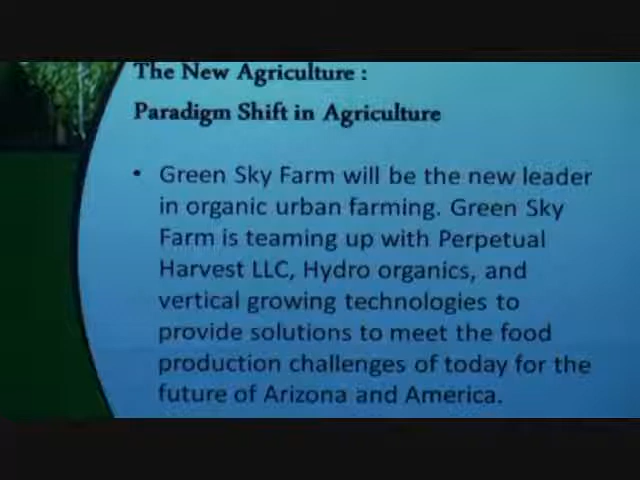 The New Agriculture :
Paradigm Shift in Agriculture
• Green Sky Farm will be the new leader
in organic urban farming. Green Sky
Farm is teaming up with Perpetual
Harvest LLC, Hydro organics, and
vertical growing technologies to
provide solutions to meet the food
production challenges of today for the
future of Arizona and America.